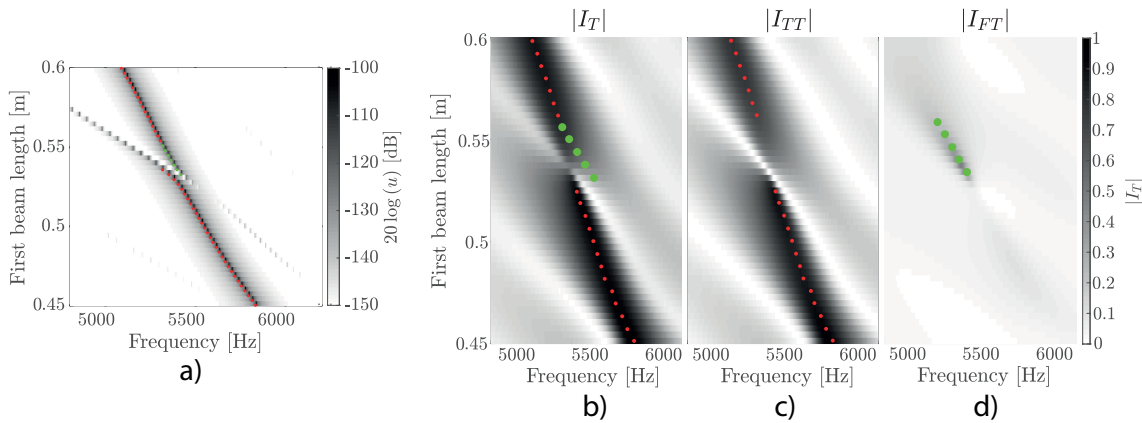 |I_T| |I_TT| |I_FT|
0.6
0.55
0.5
0.45
First beam length [m]
5000 5500 6000
Frequency [Hz]
a)
-100
-110
-120
-130
-140
-150
20 log (u) [dB]
0.6
0.55
0.5
0.45
First beam length [m]
5000 5500 6000
Frequency [Hz]
b)
5000 5500 6000
Frequency [Hz]
c)
5000 5500 6000
Frequency [Hz]
d)
1
0.9
0.8
0.7
0.6
0.5
0.4
0.3
0.2
0.1
0
|I_T|